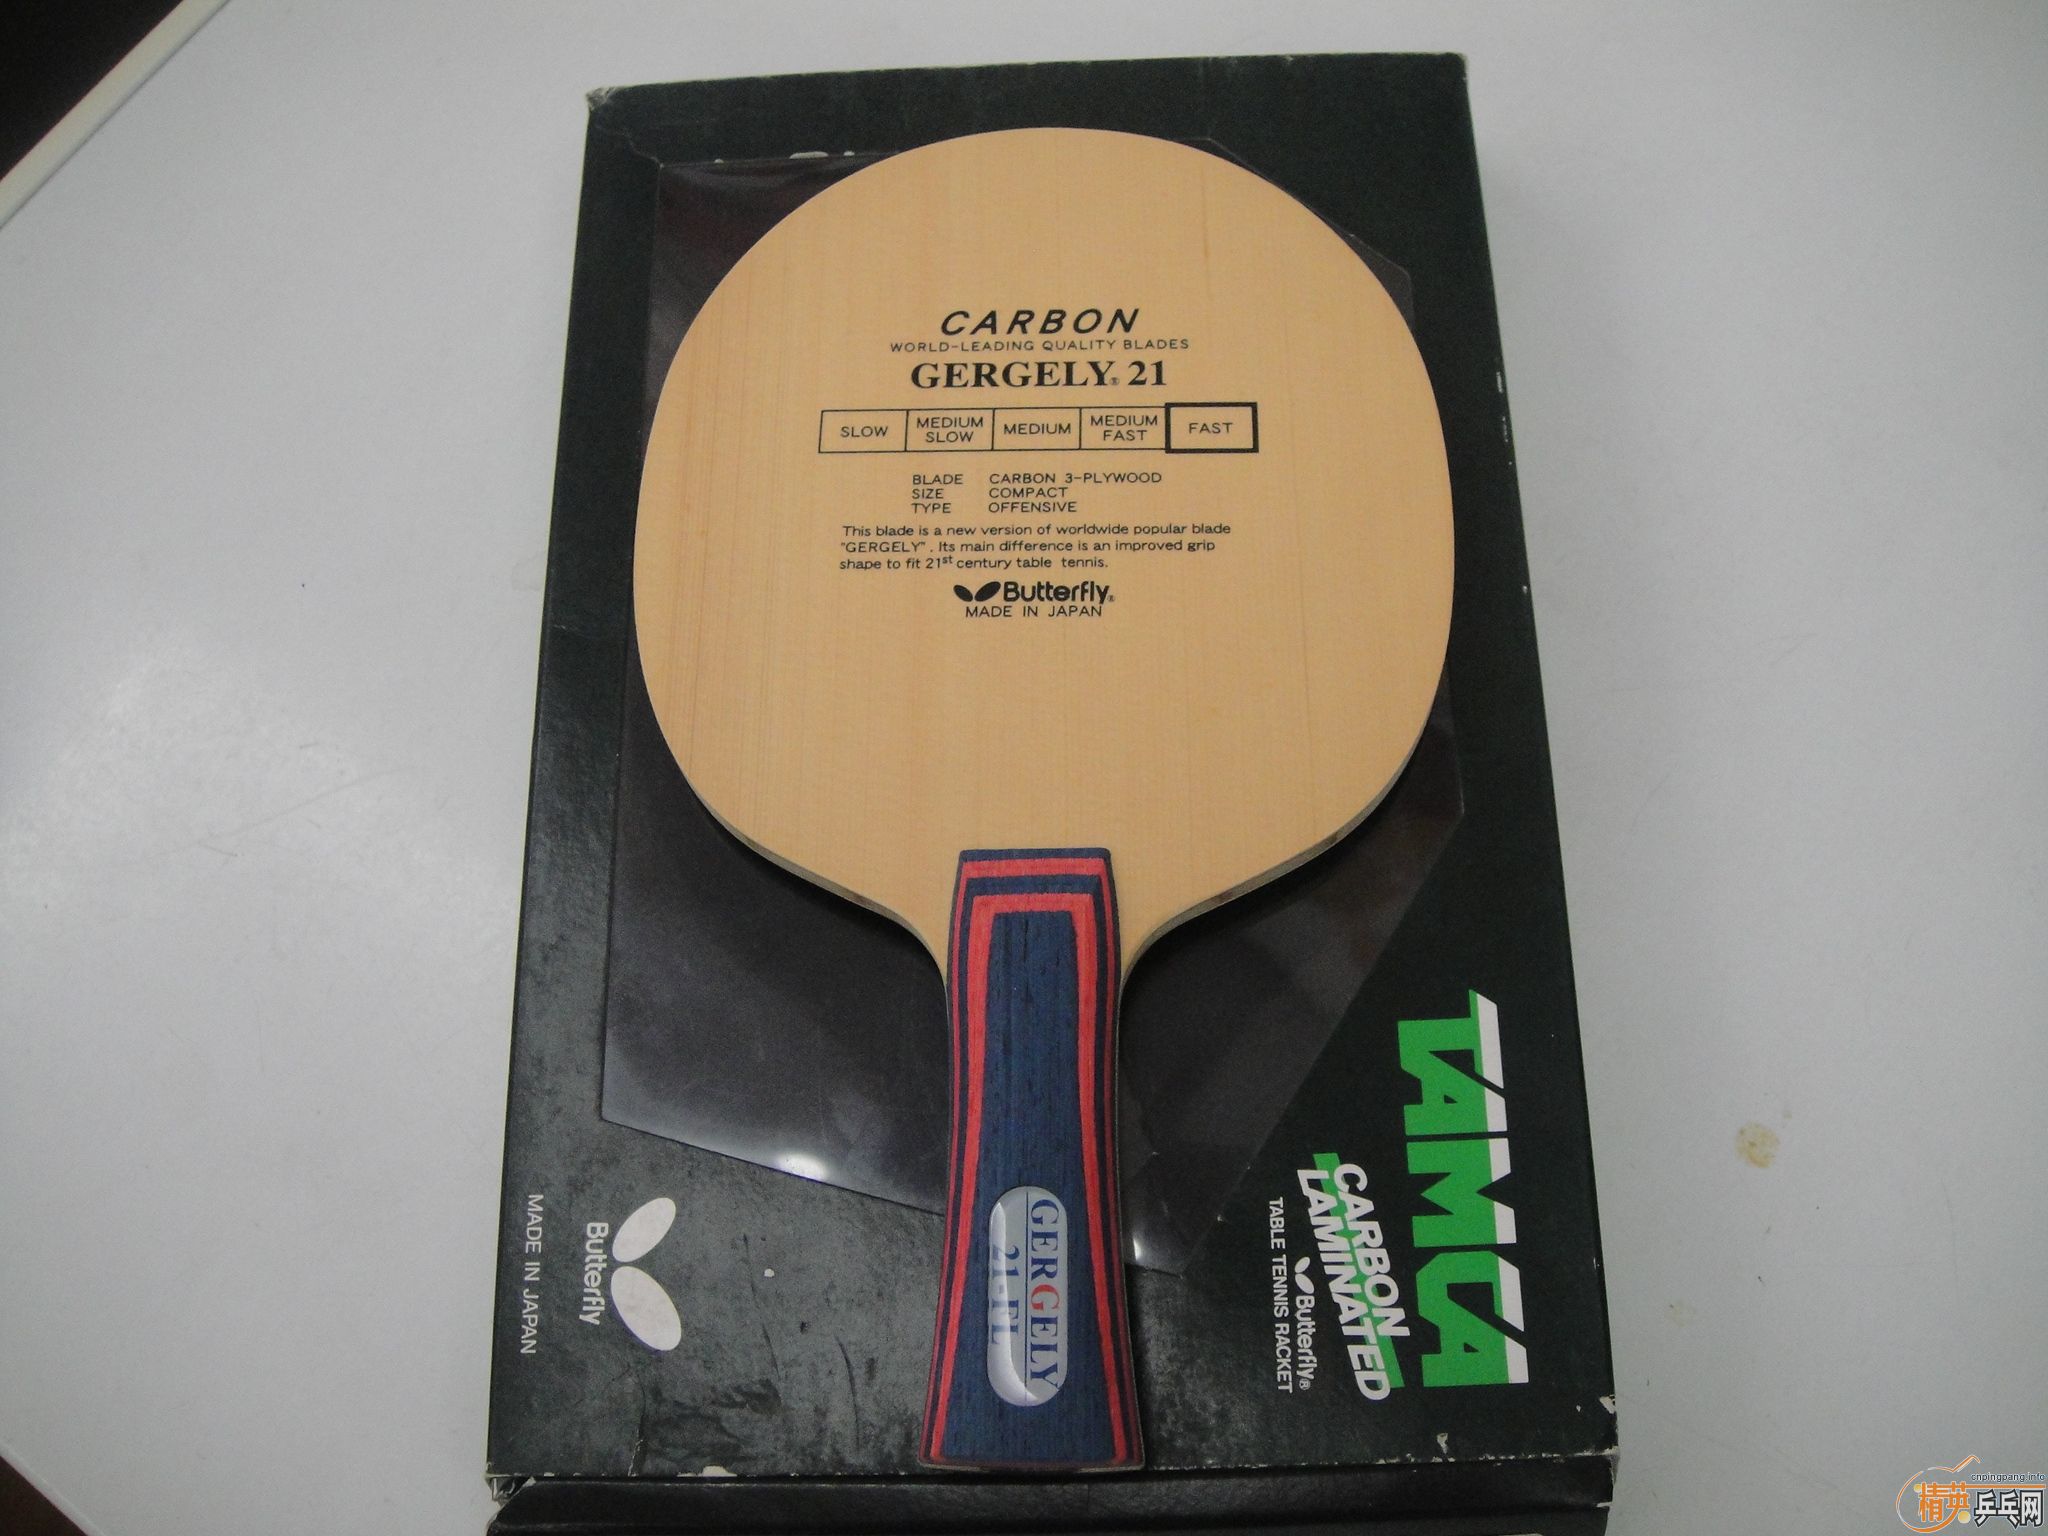 CARBON
WORLD-LEADING QUALITY BLADES
GERGELY® 21
SLOW
MEDIUM
SLOW
MEDIUM
MEDIUM
FAST
FAST
BLADE CARBON 3-PLYWOOD
SIZE COMPACT
TYPE OFFENSIVE
This blade is a new version of worldwide popular blade
"GERGELY". Its main difference is an improved grip
shape to fit 21st century table tennis.
Butterfly®
MADE IN JAPAN
GERGELY
21-FL
Butterfly
MADE IN JAPAN
TAMCA
CARBON
LAMINATED
Butterfly®
TABLE TENNIS RACKET
cnpingpang.info
精英乒乓网